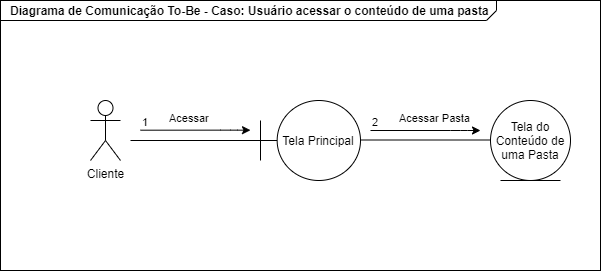 Diagrama de Comunicação To-Be - Caso: Usuário acessar o conteúdo de uma pasta
1 Acessar
2 Acessar Pasta
Cliente
Tela Principal
Tela do
Conteúdo de
uma Pasta